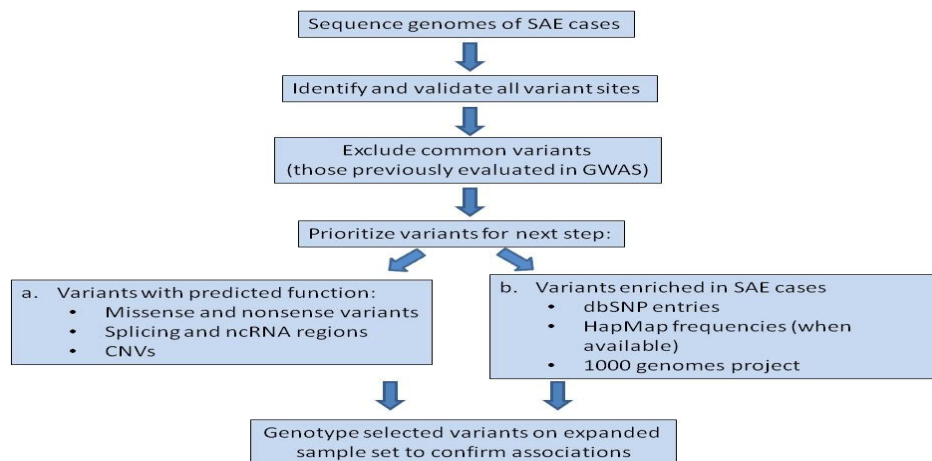 Sequence genomes of SAE cases
Identify and validate all variant sites
Exclude common variants
(those previously evaluated in GWAS)
Prioritize variants for next step:
a. Variants with predicted function:
• Missense and nonsense variants
• Splicing and ncRNA regions
• CNVs
b. Variants enriched in SAE cases
• dbSNP entries
• HapMap frequencies (when
available)
• 1000 genomes project
Genotype selected variants on expanded
sample set to confirm associations